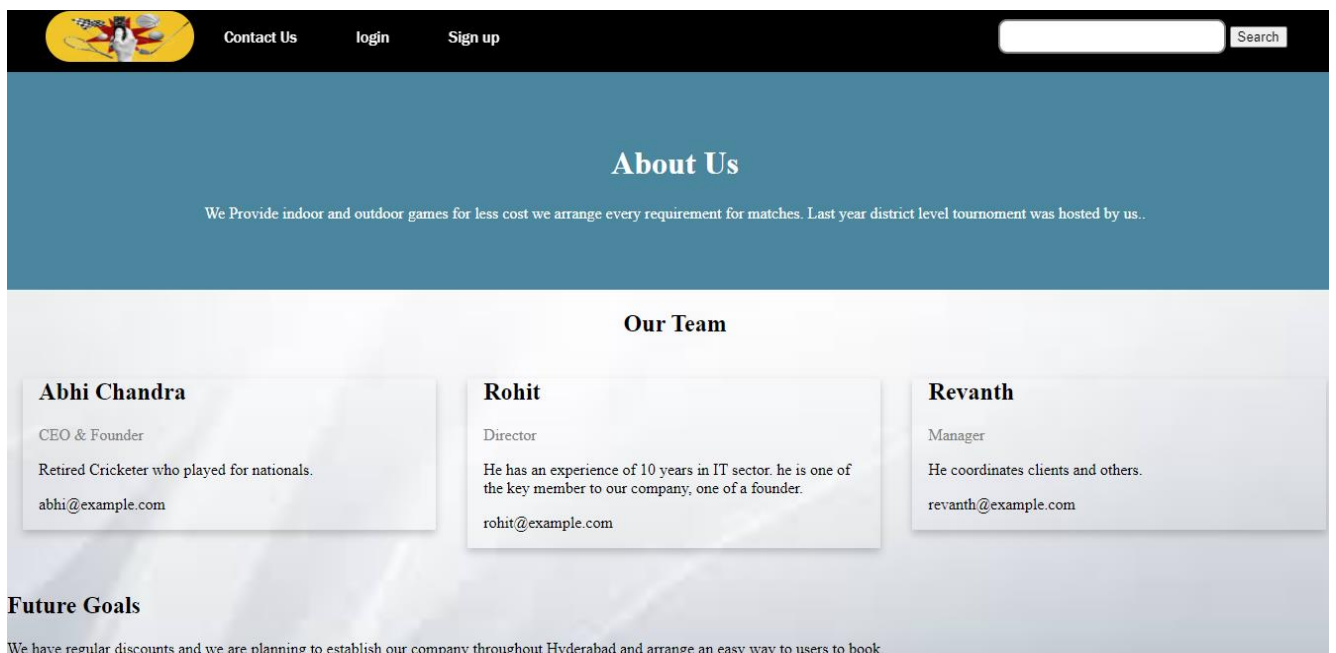 Contact Us login Sign up Search
About Us
We Provide indoor and outdoor games for less cost we arrange every requirement for matches. Last year district level tournoment was hosted by us..
Our Team
Abhi Chandra
CEO & Founder
Retired Cricketer who played for nationals.
abhi@example.com
Rohit
Director
He has an experience of 10 years in IT sector. he is one of
the key member to our company, one of a founder.
rohit@example.com
Revanth
Manager
He coordinates clients and others.
revanth@example.com
Future Goals
We have regular discounts and we are planning to establish our company throughout Hyderabad and arrange an easy way to users to book